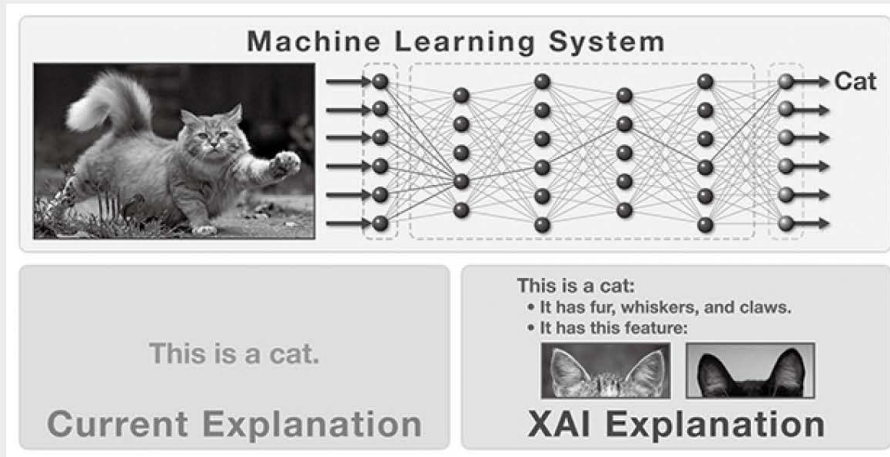 Machine Learning System
Cat
This is a cat.
Current Explanation
This is a cat:
• It has fur, whiskers, and claws.
• It has this feature:
XAI Explanation